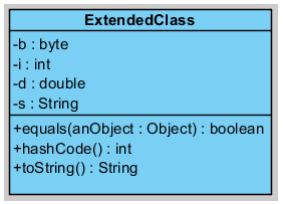 ExtendedClass
-b : byte
-i : int
-d : double
-s : String
+equals(anObject : Object) : boolean
+hashCode() : int
+toString() : String